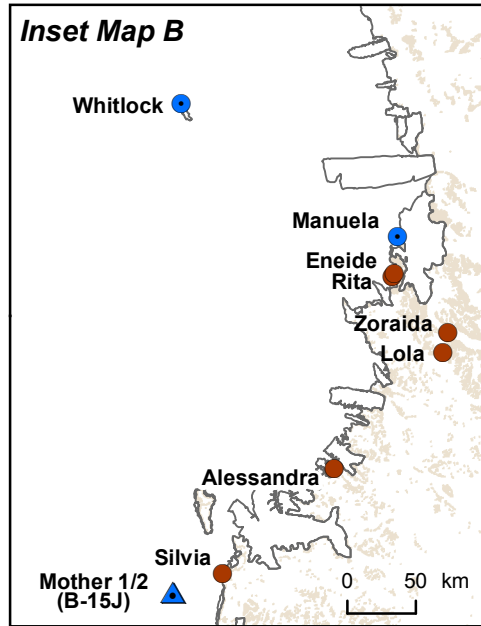 Inset Map B
Whitlock
Manuela
Eneide
Rita
Zoraida
Lola
Alessandra
Silvia
Mother 1/2
(B-15J)
0 50 km